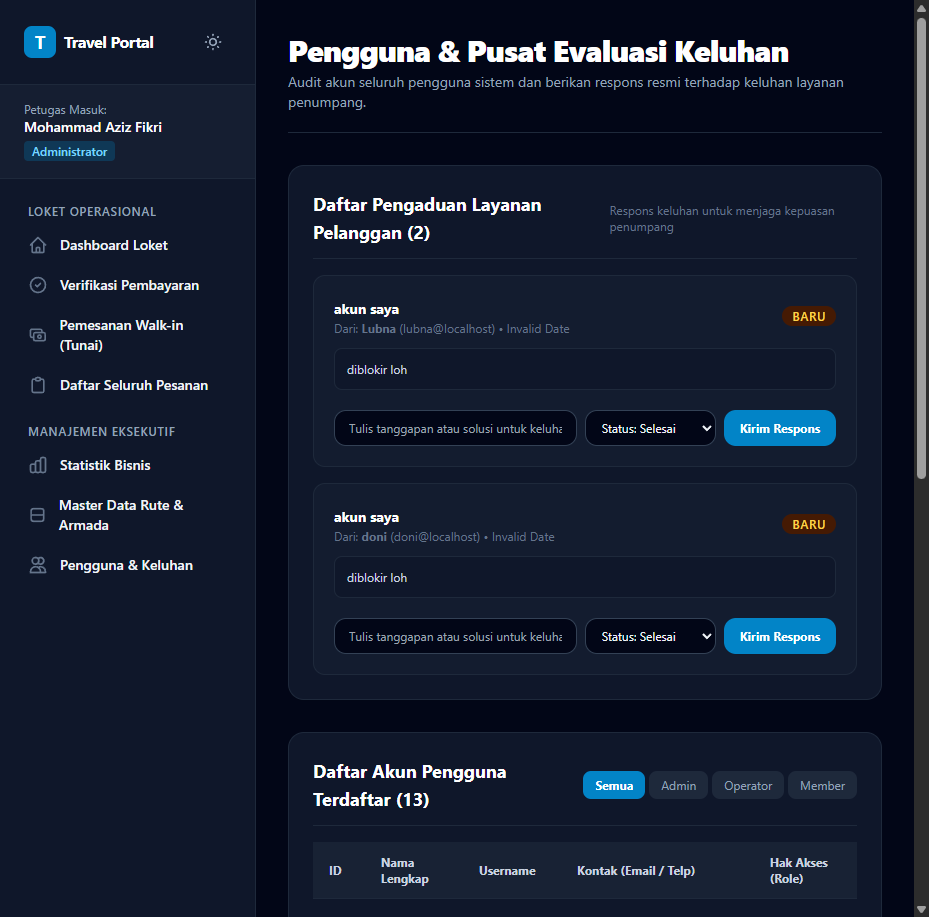 T
Travel Portal
Petugas Masuk:
Mohammad Aziz Fikri
Administrator
LOKET OPERASIONAL
Dashboard Loket
Verifikasi Pembayaran
Pemesanan Walk-in
(Tunai)
Daftar Seluruh Pesanan
MANAJEMEN EKSEKUTIF
Statistik Bisnis
Master Data Rute &
Armada
Pengguna & Keluhan
Pengguna & Pusat Evaluasi Keluhan
Audit akun seluruh pengguna sistem dan berikan respons resmi terhadap keluhan layanan
penumpang.
Daftar Pengaduan Layanan
Pelanggan (2)
Respons keluhan untuk menjaga kepuasan
penumpang
akun saya
BARU
Dari: Lubna (lubna@localhost) • Invalid Date
diblokir loh
Tulis tanggapan atau solusi untuk keluha
Status: Selesai
Kirim Respons
akun saya
BARU
Dari: doni (doni@localhost) • Invalid Date
diblokir loh
Tulis tanggapan atau solusi untuk keluha
Status: Selesai
Kirim Respons
Daftar Akun Pengguna
Terdaftar (13)
Semua
Admin
Operator
Member
ID
Nama
Lengkap
Username
Kontak (Email / Telp)
Hak Akses
(Role)